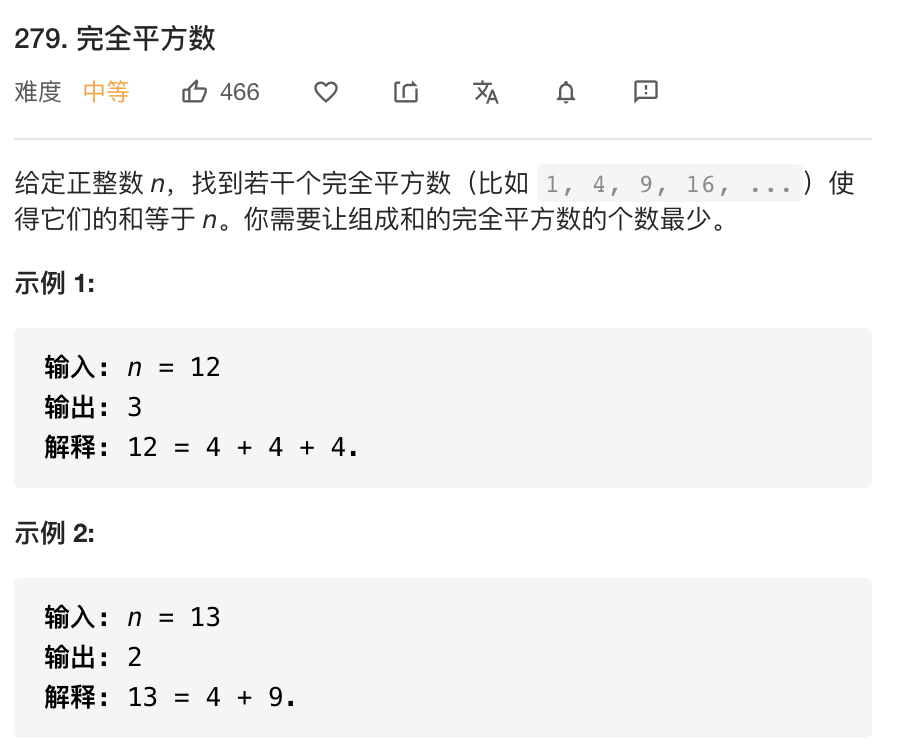 279. 完全平方数
难度 中等 466
给定正整数 n，找到若干个完全平方数（比如 1, 4, 9, 16, ...）使
得它们的和等于 n。你需要让组成和的完全平方数的个数最少。
示例 1:
输入: n = 12
输出: 3
解释: 12 = 4 + 4 + 4.
示例 2:
输入: n = 13
输出: 2
解释: 13 = 4 + 9.